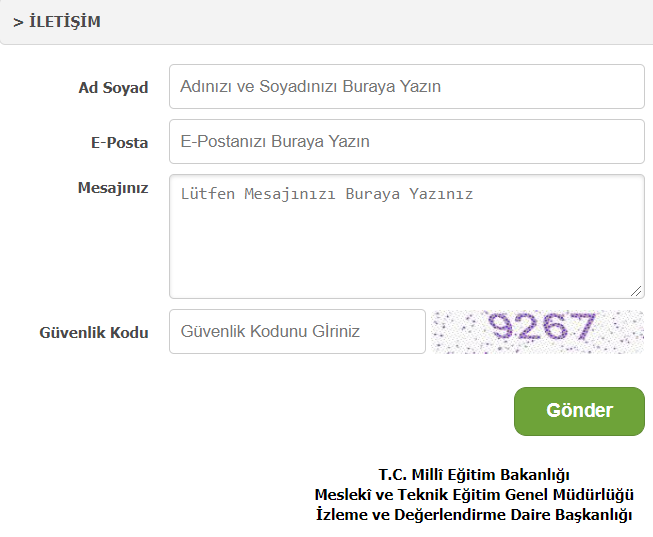 > İLETİŞİM
Ad Soyad
Adınızı ve Soyadınızı Buraya Yazın
E-Posta
E-Postanızı Buraya Yazın
Mesajınız
Lütfen Mesajınızı Buraya Yazınız
Güvenlik Kodu
Güvenlik Kodunu Gİriniz
9267
Gönder
T.C. Millî Eğitim Bakanlığı
Meslekî ve Teknik Eğitim Genel Müdürlüğü
İzleme ve Değerlendirme Daire Başkanlığı